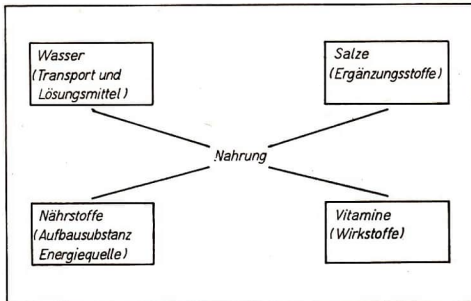 Wasser
(Transport und
Lösungsmittel)
Salze
(Ergänzungsstoffe)
Nahrung
Nährstoffe
(Aufbausubstanz
Energiequelle)
Vitamine
(Wirkstoffe)